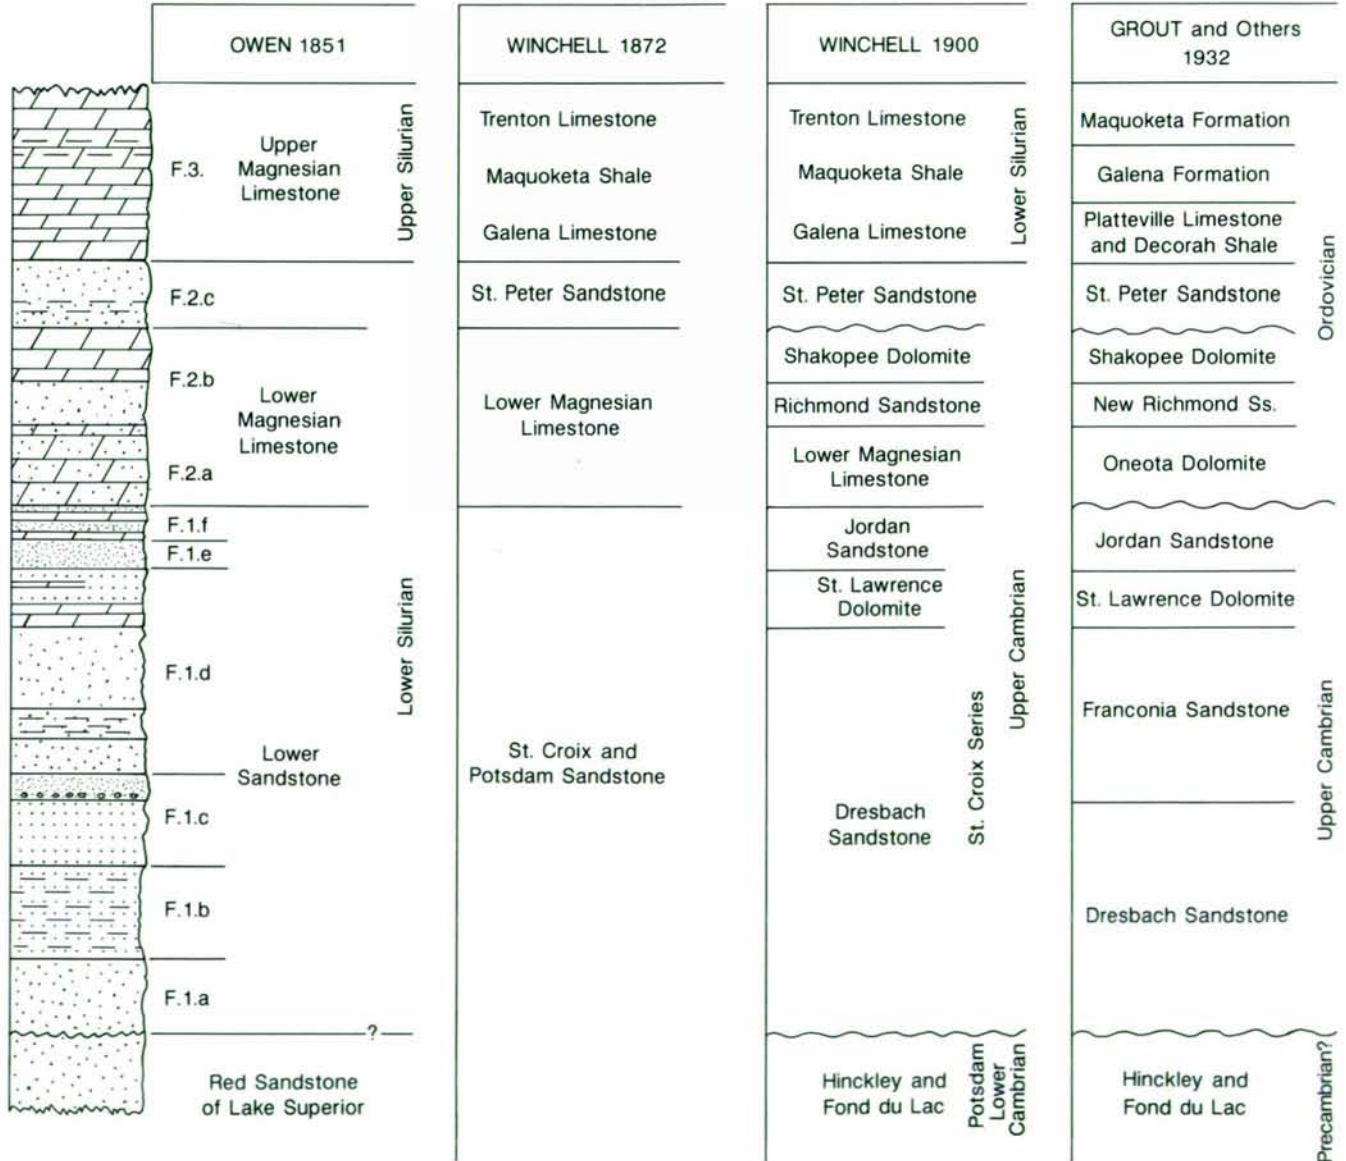 OWEN 1851
WINCHELL 1872
WINCHELL 1900
GROUT and Others
1932
F.3.
Upper
Magnesian
Limestone
Upper Silurian
F.2.c
F.2.b
Lower
Magnesian
Limestone
F.2.a
F.1.f
F.1.e
F.1.d
Lower
Sandstone
F.1.c
F.1.b
F.1.a
Lower Silurian
?
Red Sandstone
of Lake Superior
Trenton Limestone
Maquoketa Shale
Galena Limestone
St. Peter Sandstone
Lower Magnesian
Limestone
St. Croix and
Potsdam Sandstone
Trenton Limestone
Maquoketa Shale
Galena Limestone
Lower Silurian
St. Peter Sandstone
Shakopee Dolomite
Richmond Sandstone
Lower Magnesian
Limestone
Jordan
Sandstone
St. Lawrence
Dolomite
Dresbach
Sandstone
St. Croix Series
Upper Cambrian
Hinckley and
Fond du Lac
Potsdam
Lower
Cambrian
Maquoketa Formation
Galena Formation
Platteville Limestone
and Decorah Shale
St. Peter Sandstone
Shakopee Dolomite
New Richmond Ss.
Oneota Dolomite
Ordovician
Jordan Sandstone
St. Lawrence Dolomite
Franconia Sandstone
Dresbach Sandstone
Upper Cambrian
Hinckley and
Fond du Lac
Precambrian?